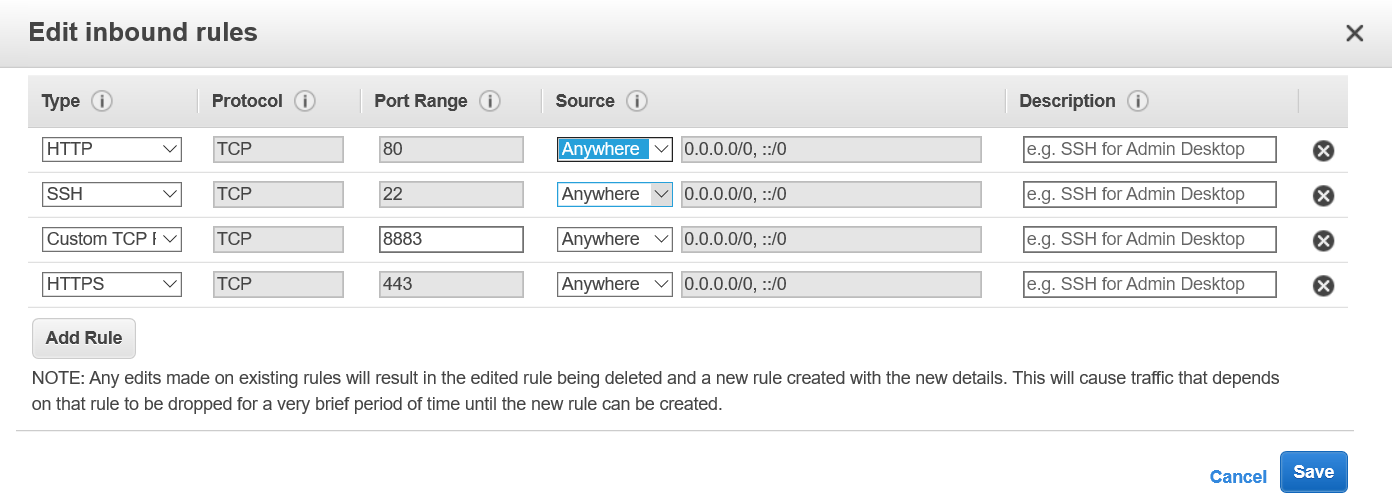 Edit inbound rules
Type Protocol Port Range Source Description
HTTP TCP 80 Anywhere 0.0.0.0/0, ::/0 e.g. SSH for Admin Desktop
SSH TCP 22 Anywhere 0.0.0.0/0, ::/0 e.g. SSH for Admin Desktop
Custom TCP TCP 8883 Anywhere 0.0.0.0/0, ::/0 e.g. SSH for Admin Desktop
HTTPS TCP 443 Anywhere 0.0.0.0/0, ::/0 e.g. SSH for Admin Desktop
Add Rule
NOTE: Any edits made on existing rules will result in the edited rule being deleted and a new rule created with the new details. This will cause traffic that depends
on that rule to be dropped for a very brief period of time until the new rule can be created.
Cancel Save